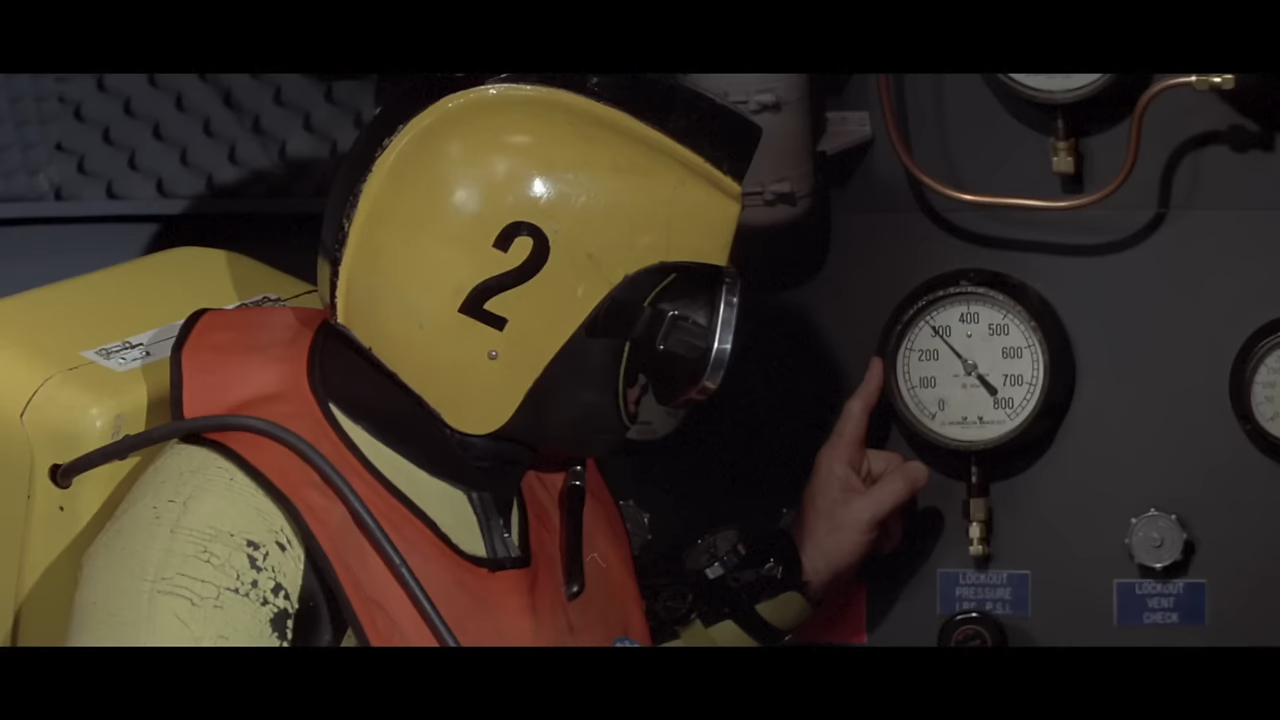 2
400
300
500
200
600
100
700
0
800
LOCKOUT
PRESSURE
LBS. P.S.I.
LOCKOUT
VENT
CHECK